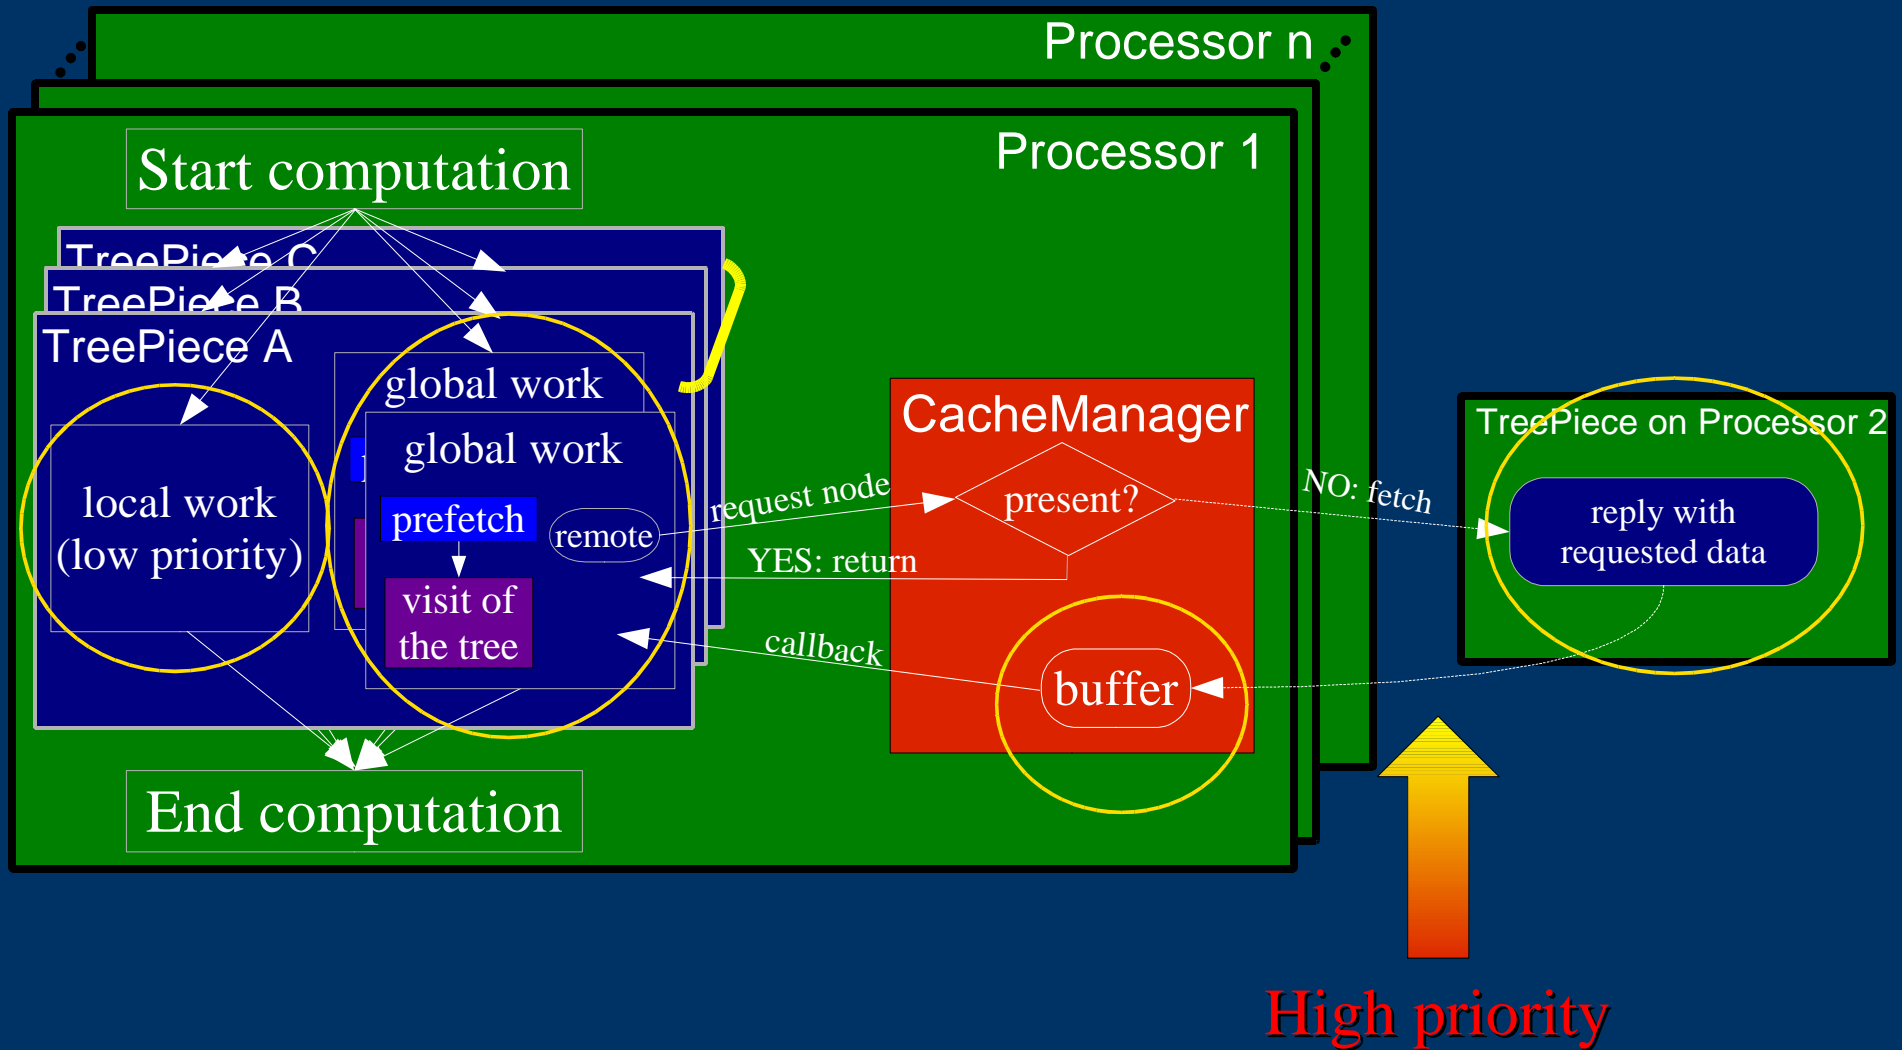 Processor n
Processor 1
Start computation
TreePiece C
TreePiece B
TreePiece A
global work
global work
local work
(low priority)
prefetch
remote
visit of
the tree
request node
YES: return
callback
CacheManager
present?
buffer
NO: fetch
TreePiece on Processor 2
reply with
requested data
End computation
High priority